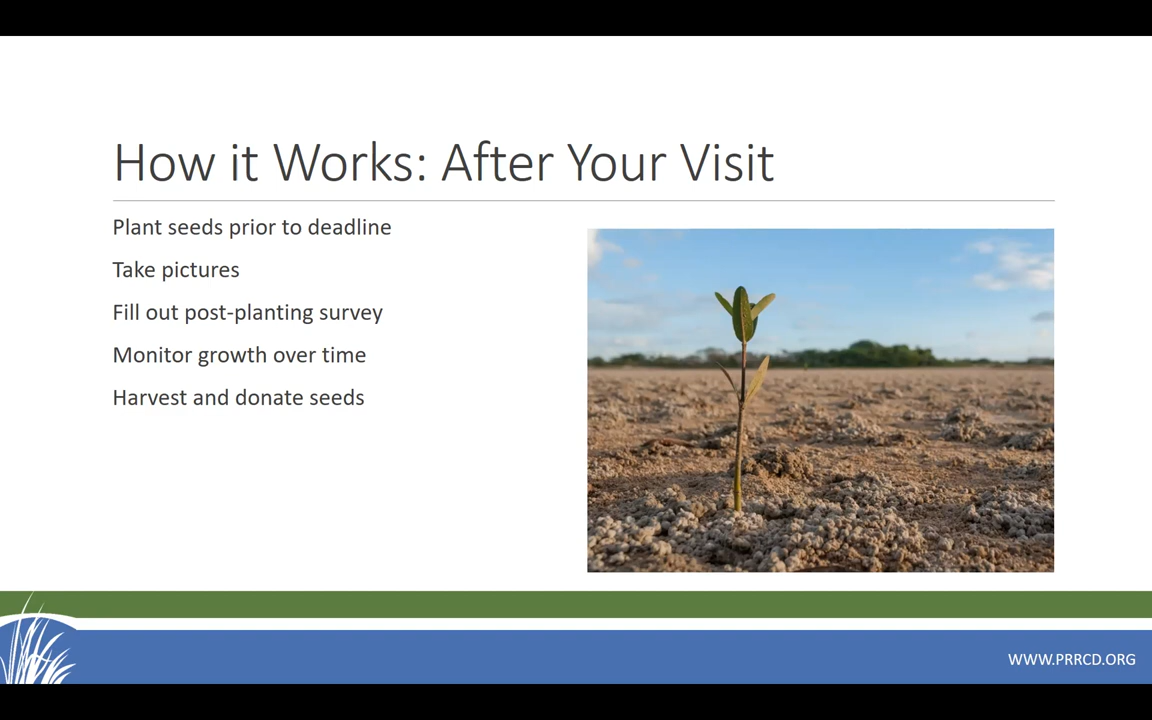 How it Works: After Your Visit
Plant seeds prior to deadline
Take pictures
Fill out post-planting survey
Monitor growth over time
Harvest and donate seeds
WWW.PRRCD.ORG